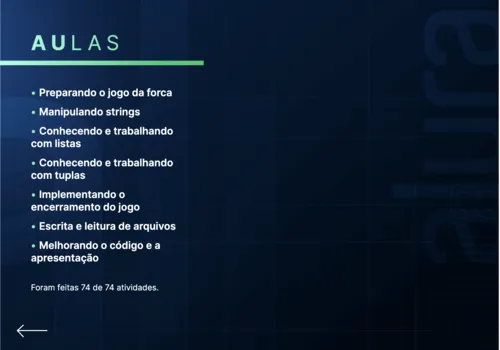 AULAS
• Preparando o jogo da forca
• Manipulando strings
• Conhecendo e trabalhando
com listas
• Conhecendo e trabalhando
com tuplas
• Implementando o
encerramento do jogo
• Escrita e leitura de arquivos
• Melhorando o código e a
apresentação
Foram feitas 74 de 74 atividades.
alura